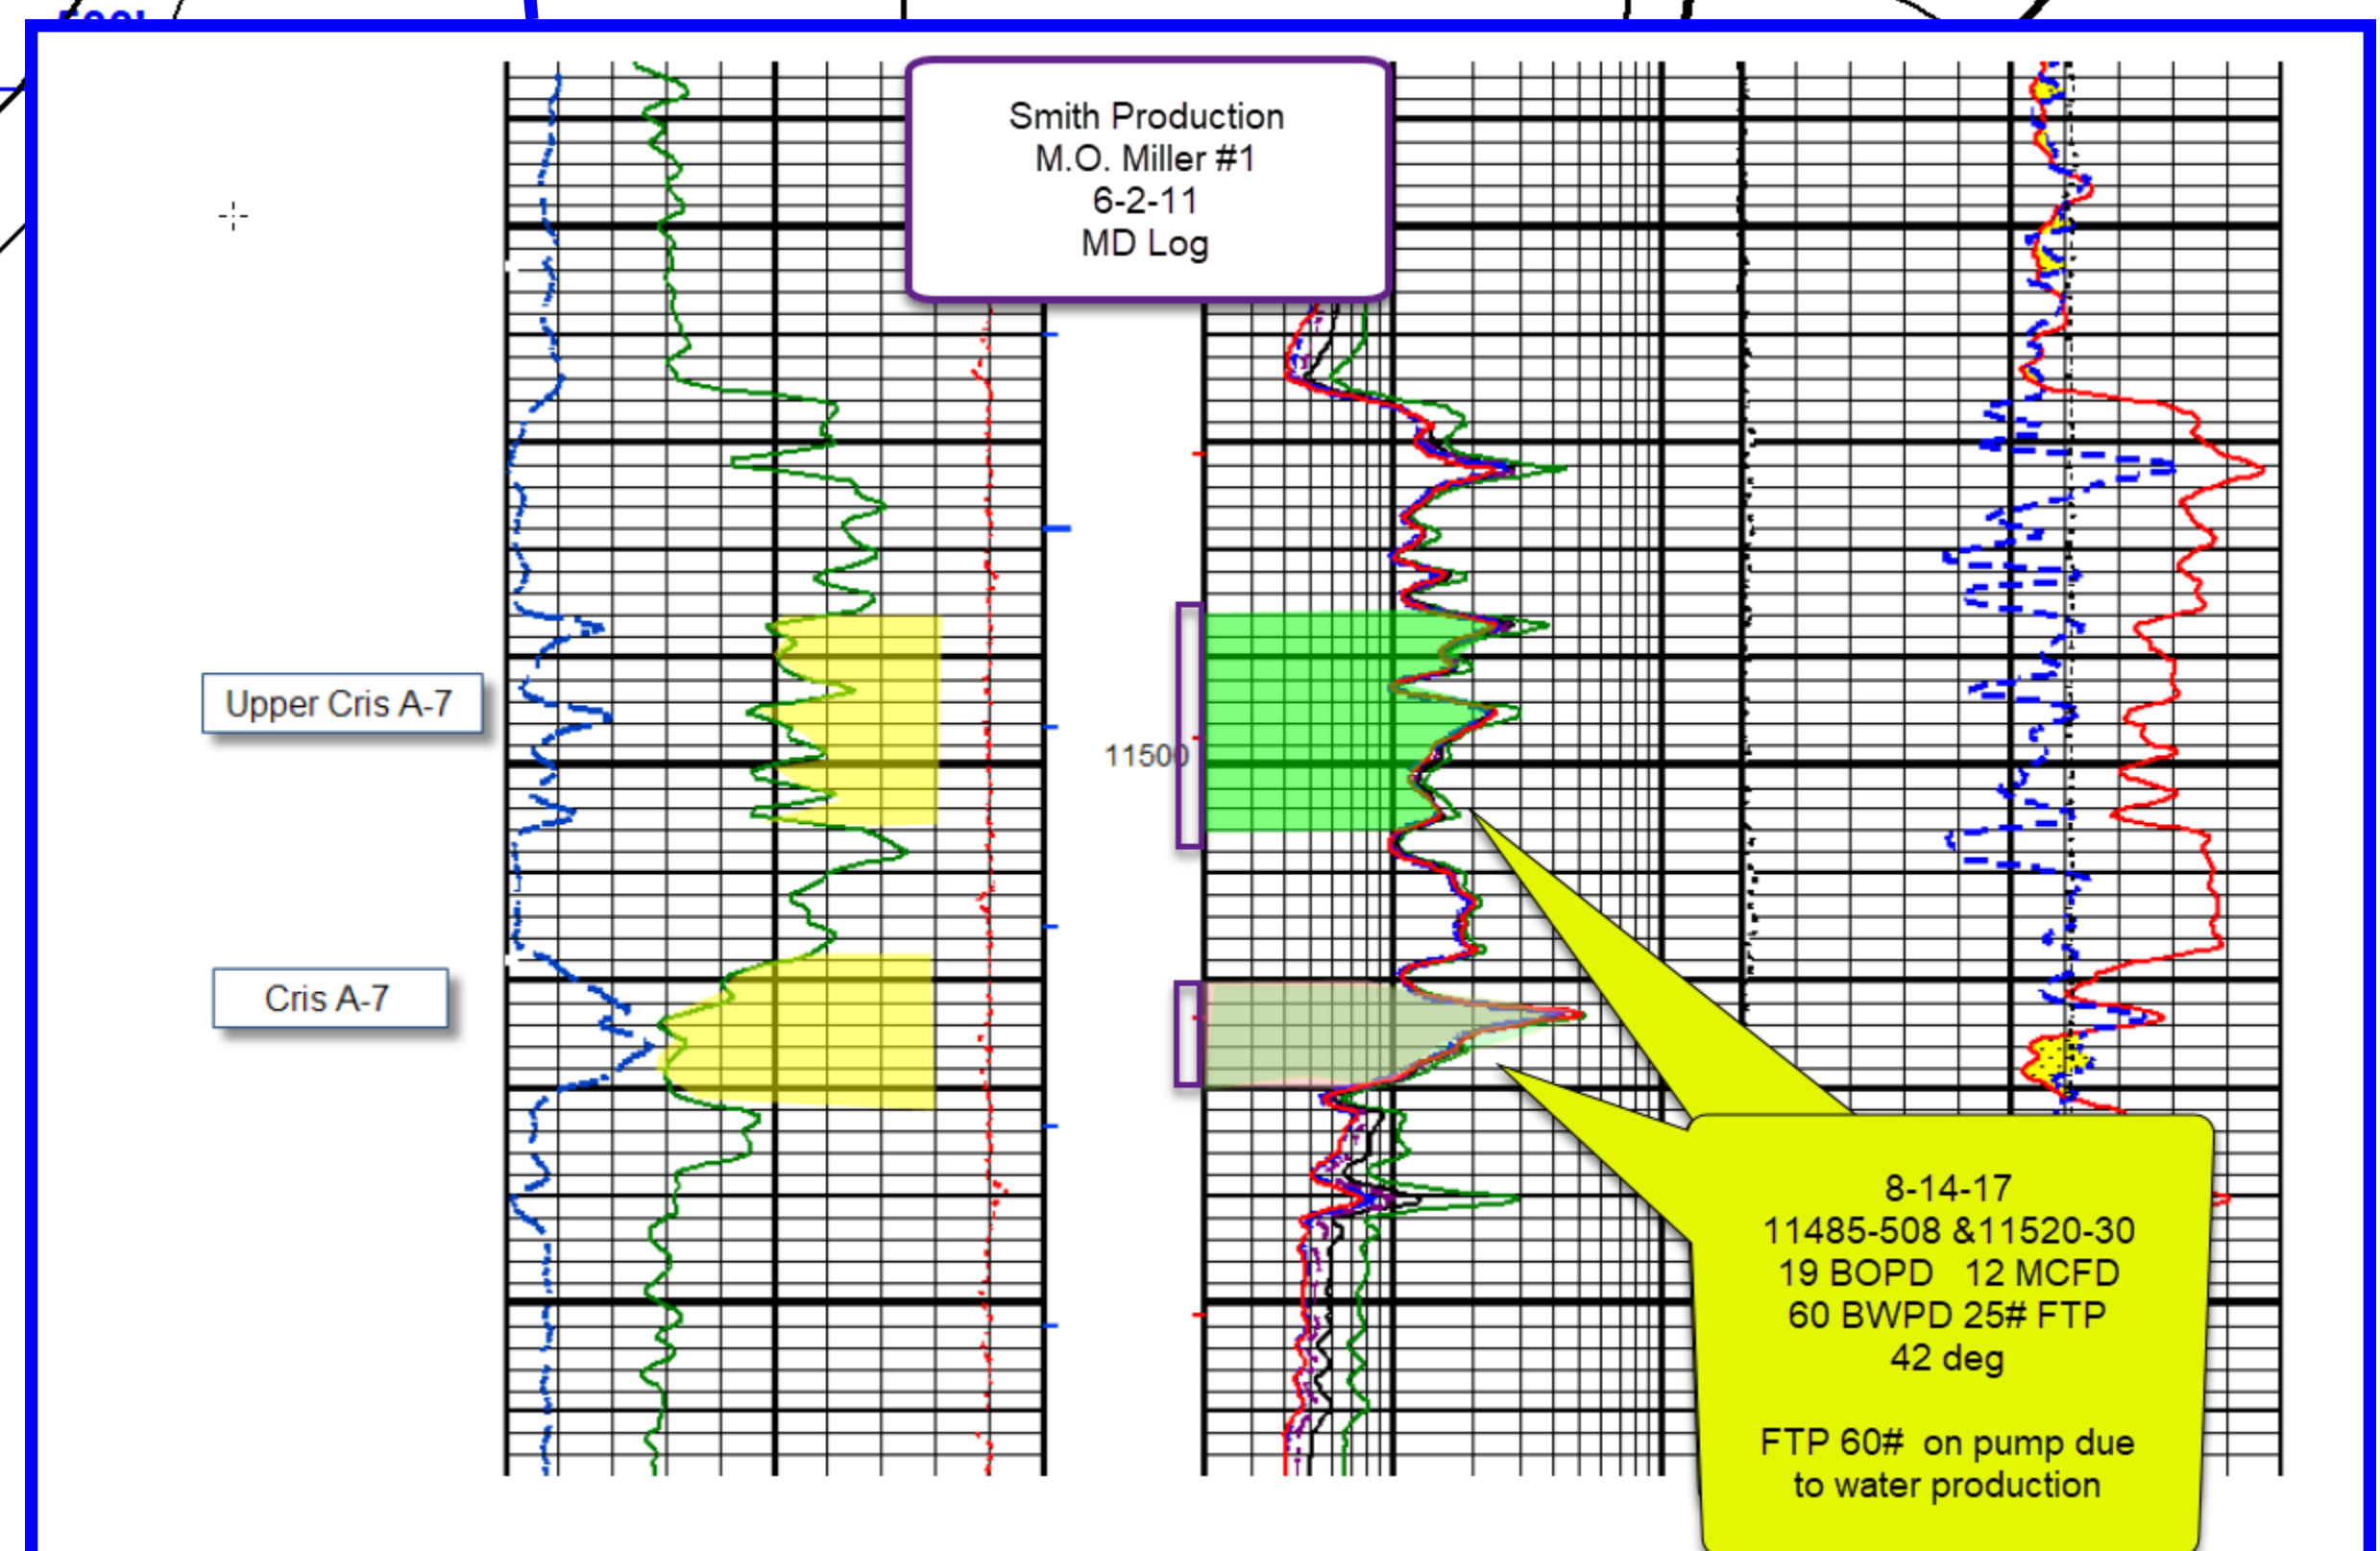 Smith Production
M.O. Miller #1
6-2-11
MD Log
Upper Cris A-7
11500
Cris A-7
8-14-17
11485-508 &11520-30
19 BOPD   12 MCFD
60 BWPD 25# FTP
42 deg
FTP 60#  on pump due
to water production